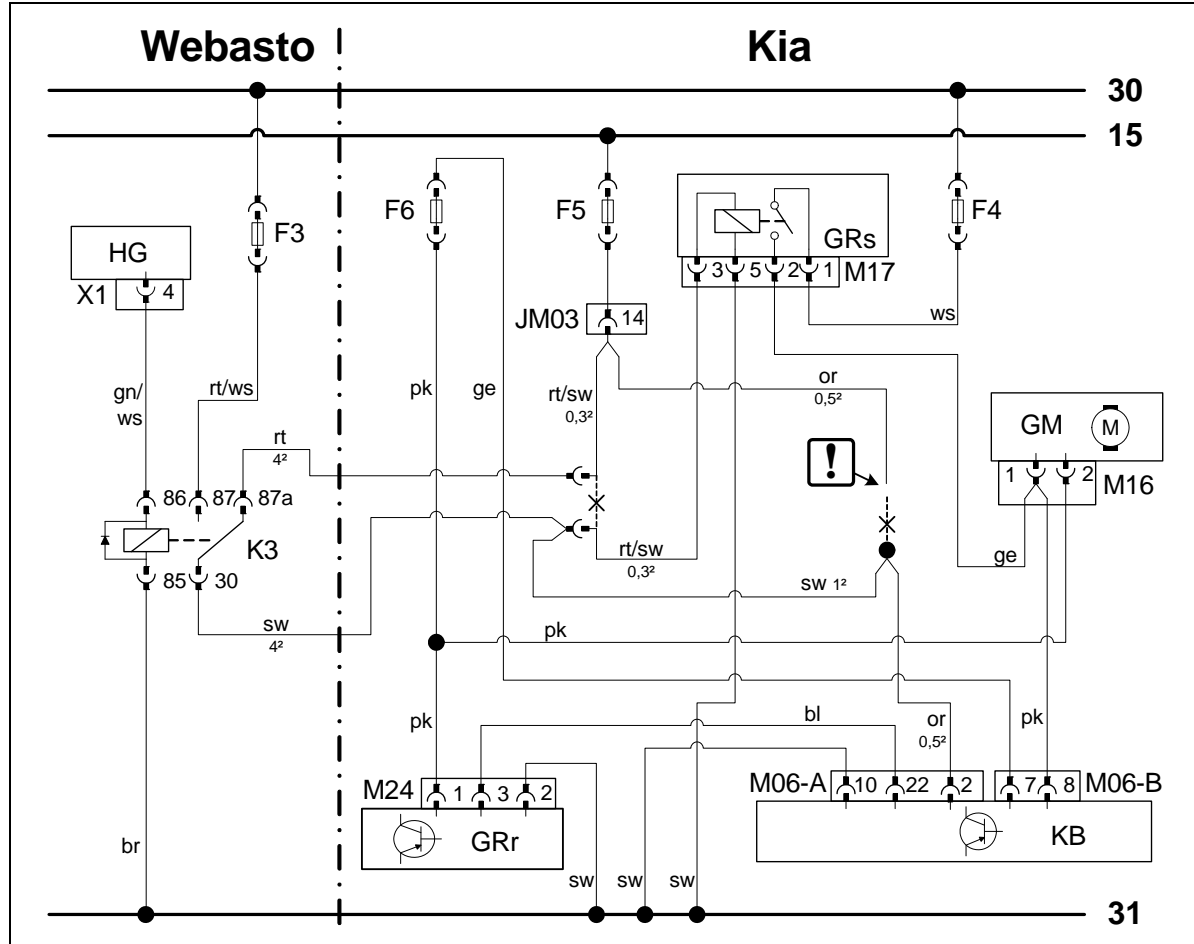 Webasto Kia
30
15
F3
F6
F5
F4
GRs
3 5 2 1 M17
HG
X1 4
JM03 14
ws
gn/
ws
rt/ws
pk
ge
rt/sw
0,3²
or
0,5²
GM M
rt
4²
!
1 2
M16
86 87 87a
K3
85 30
rt/sw
0,3²
ge
sw 1²
sw
4²
pk
pk
bl
or
0,5²
pk
M24 1 3 2
M06-A 10 22 2 7 8 M06-B
GRr
KB
br
sw sw sw
31